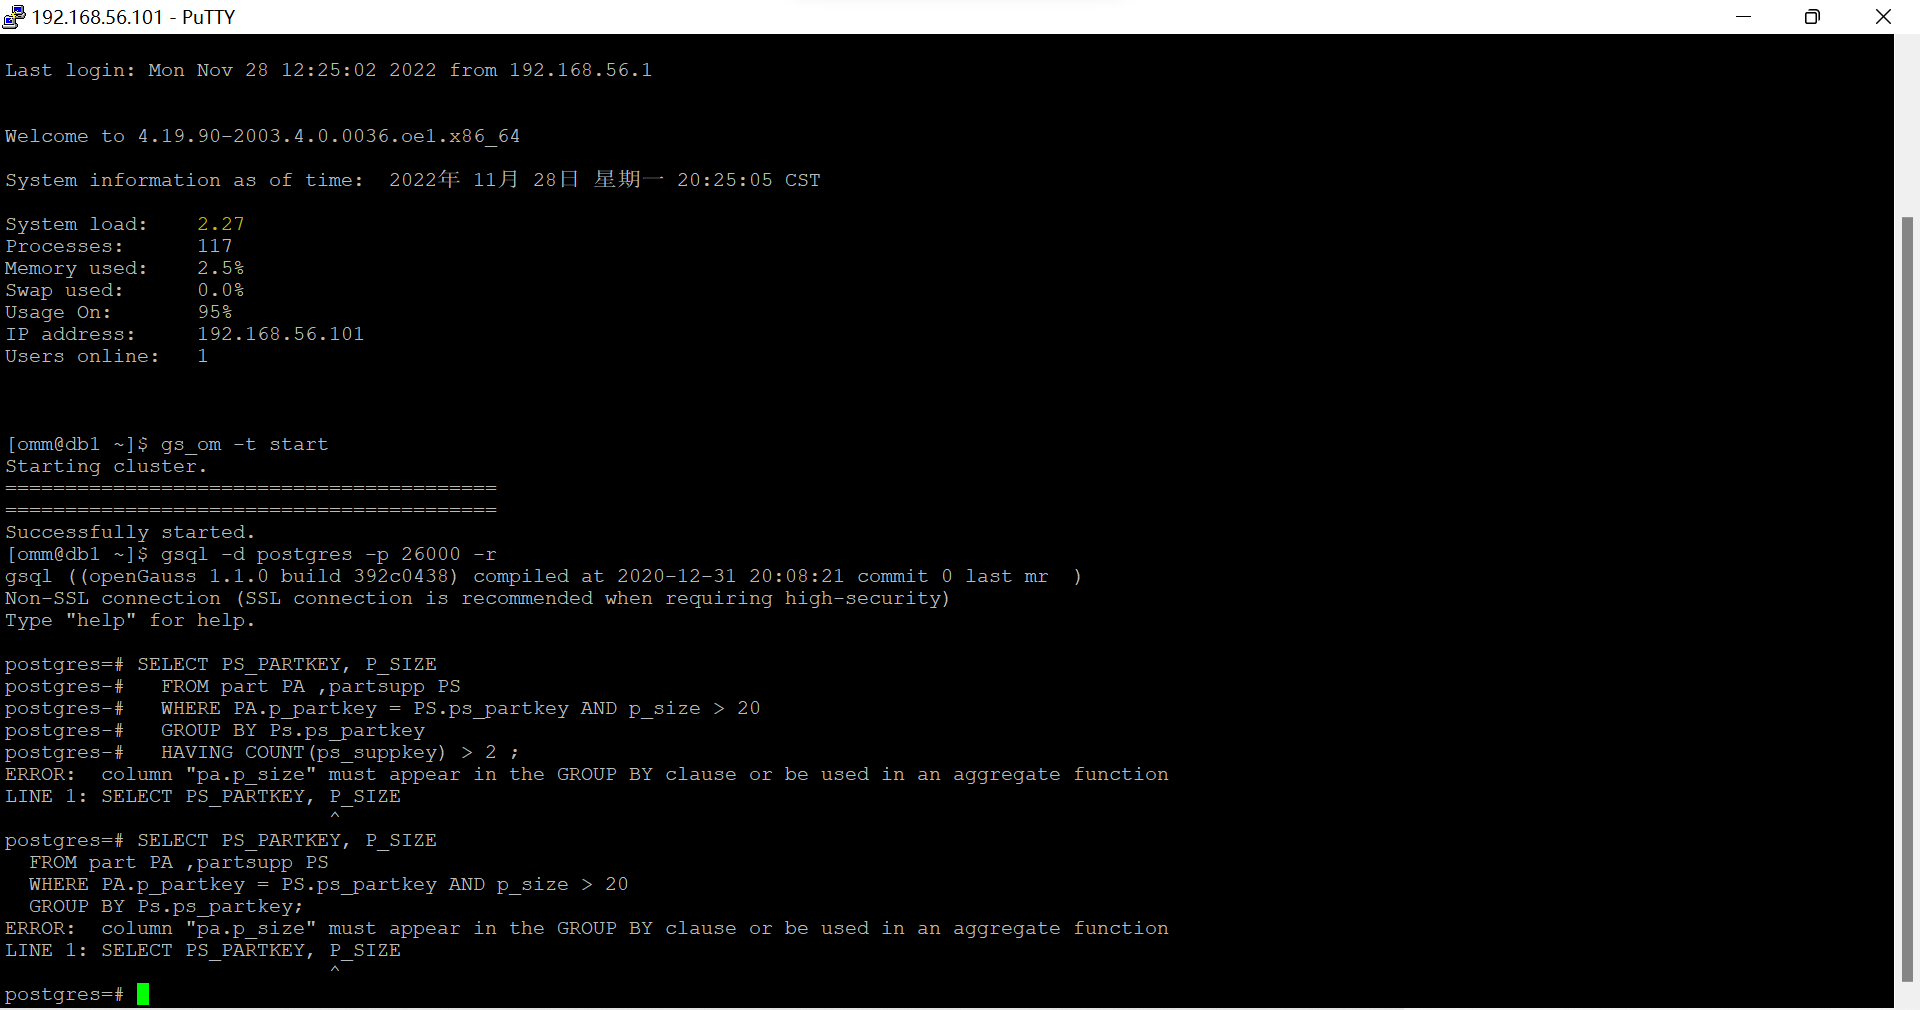 192.168.56.101 - PuTTY
Last login: Mon Nov 28 12:25:02 2022 from 192.168.56.1
Welcome to 4.19.90-2003.4.0.0036.oe1.x86_64
System information as of time:  2022年 11月 28日 星期一 20:25:05 CST
System load:    2.27
Processes:      117
Memory used:    2.5%
Swap used:      0.0%
Usage On:       95%
IP address:     192.168.56.101
Users online:   1
[omm@db1 ~]$ gs_om -t start
Starting cluster.
=========================================
=========================================
Successfully started.
[omm@db1 ~]$ gsql -d postgres -p 26000 -r
gsql ((openGauss 1.1.0 build 392c0438) compiled at 2020-12-31 20:08:21 commit 0 last mr  )
Non-SSL connection (SSL connection is recommended when requiring high-security)
Type "help" for help.
postgres=# SELECT PS_PARTKEY, P_SIZE
postgres-#   FROM part PA ,partsupp PS
postgres-#   WHERE PA.p_partkey = PS.ps_partkey AND p_size > 20
postgres-#   GROUP BY Ps.ps_partkey
postgres-#   HAVING COUNT(ps_suppkey) > 2 ;
ERROR:  column "pa.p_size" must appear in the GROUP BY clause or be used in an aggregate function
LINE 1: SELECT PS_PARTKEY, P_SIZE
                           ^
postgres=# SELECT PS_PARTKEY, P_SIZE
  FROM part PA ,partsupp PS
  WHERE PA.p_partkey = PS.ps_partkey AND p_size > 20
  GROUP BY Ps.ps_partkey;
ERROR:  column "pa.p_size" must appear in the GROUP BY clause or be used in an aggregate function
LINE 1: SELECT PS_PARTKEY, P_SIZE
                           ^
postgres=#